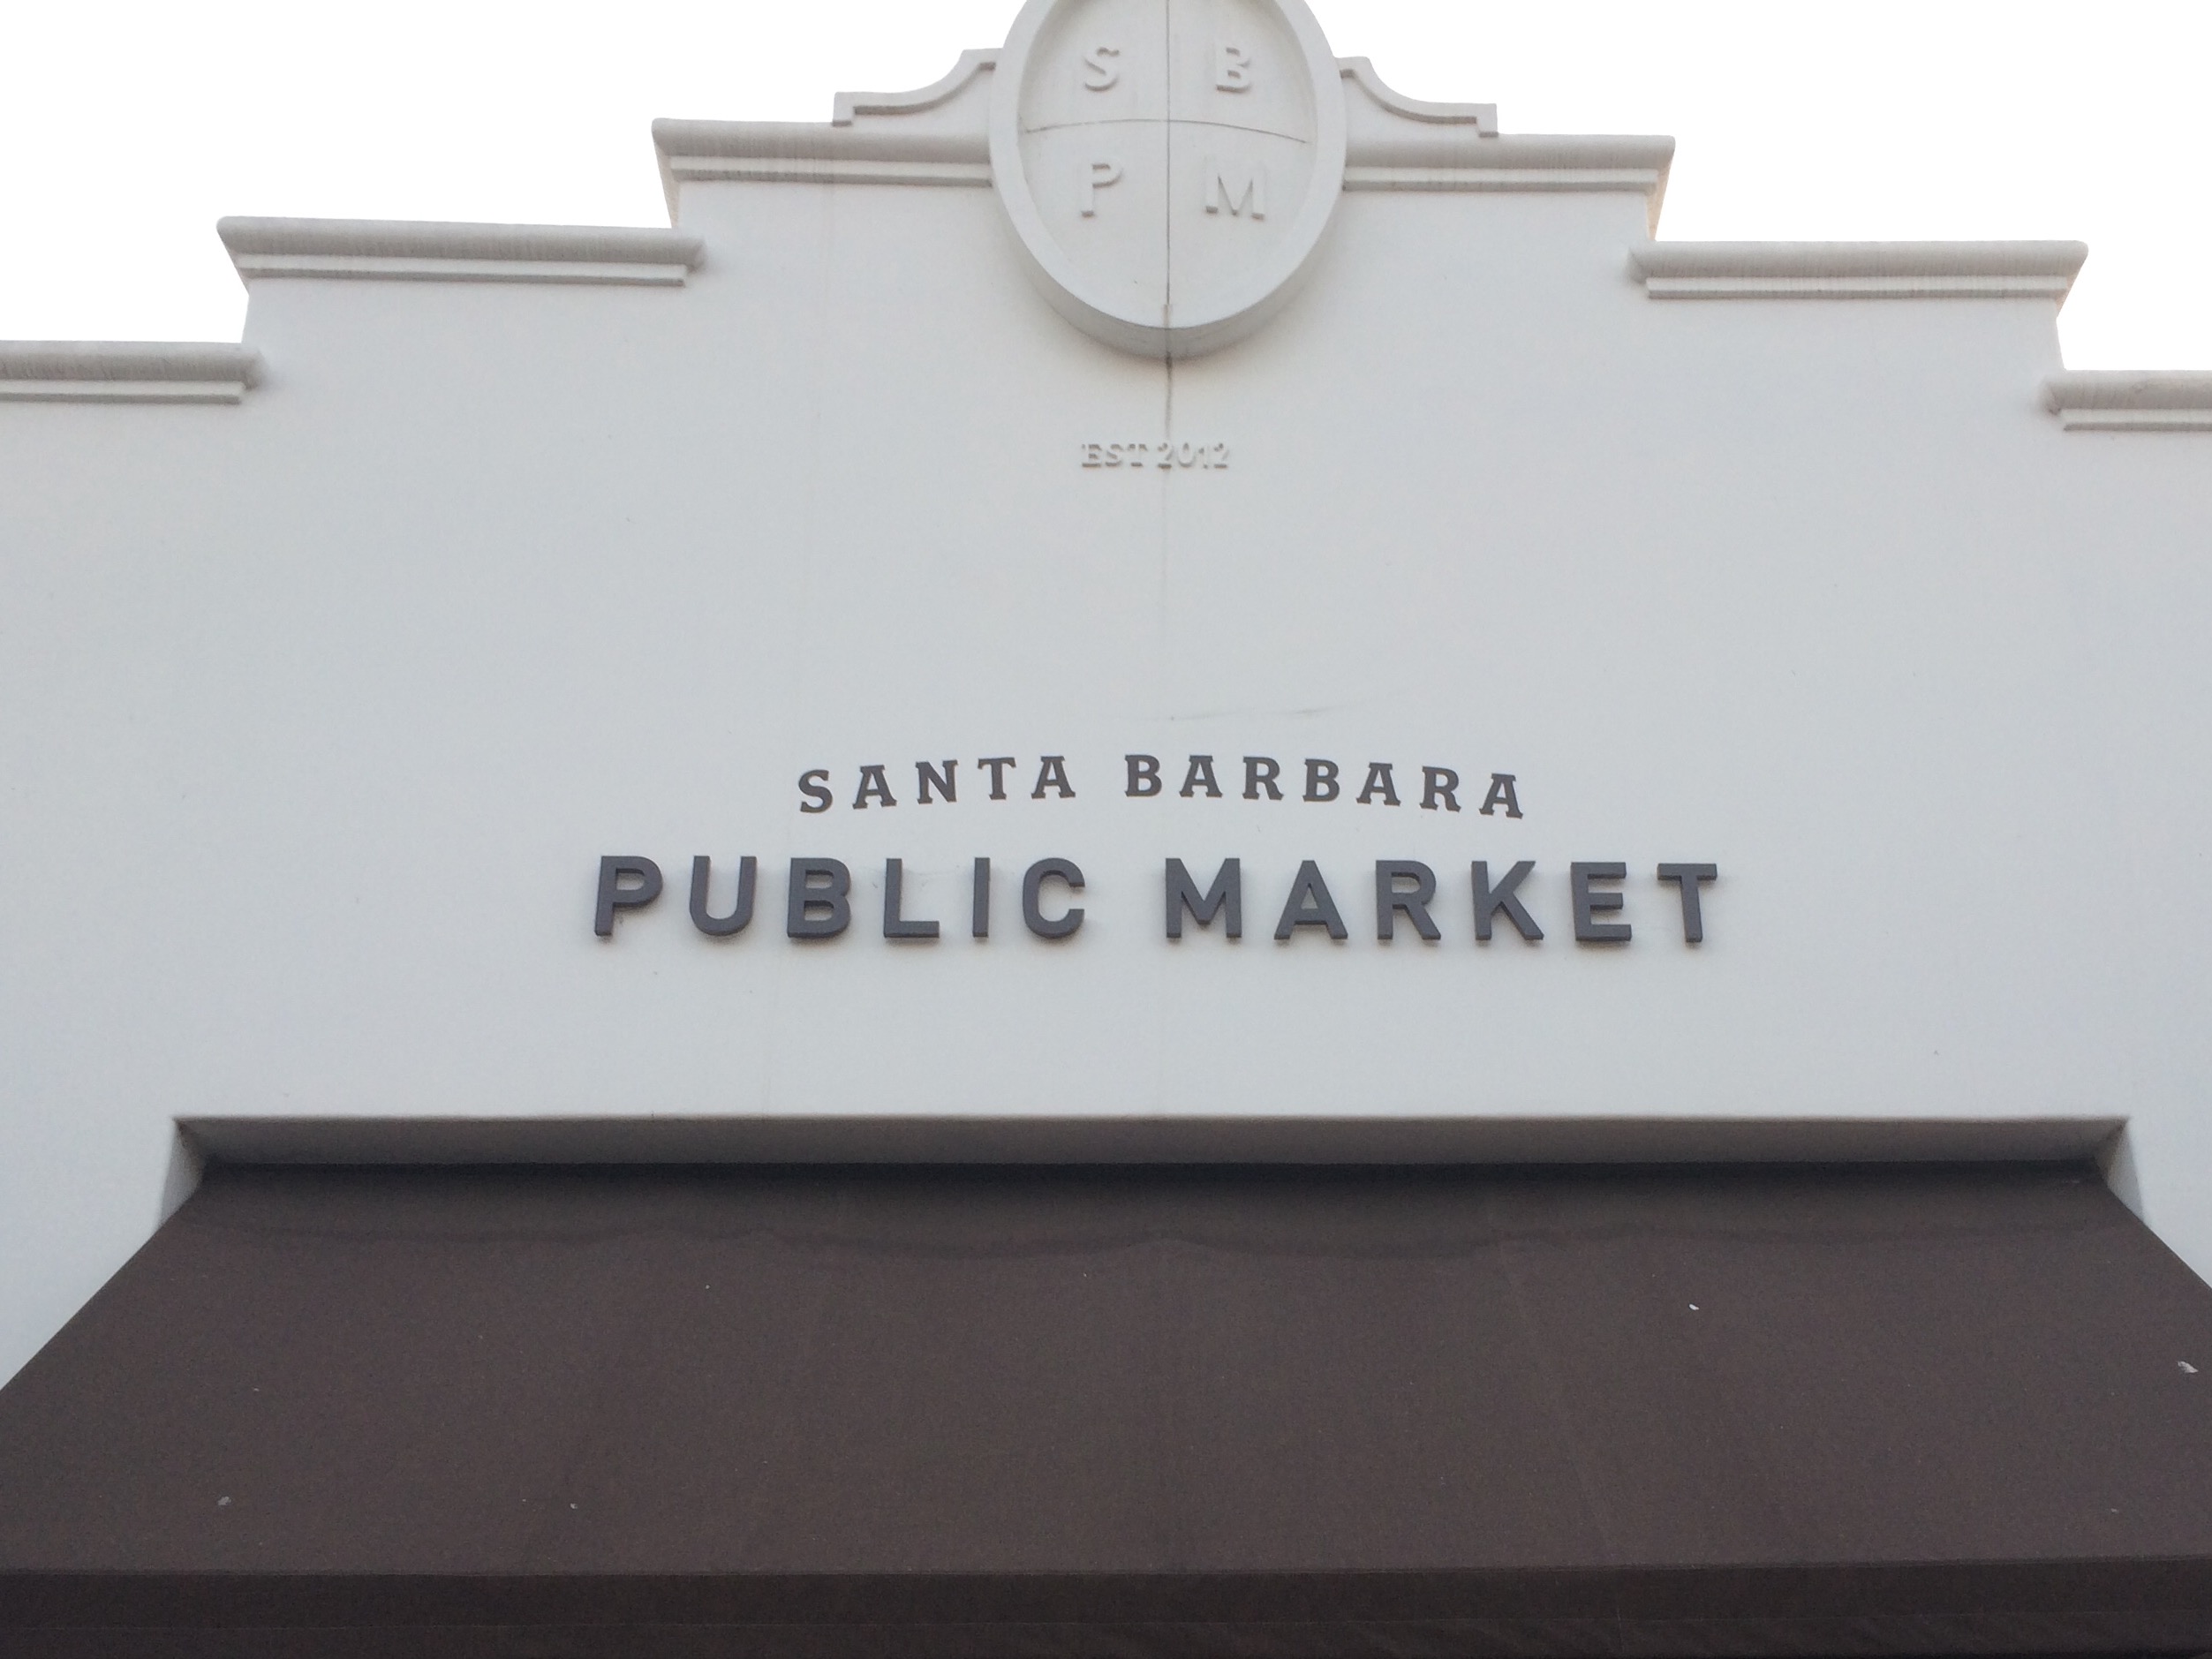 S B
P M
EST 2012
SANTA BARBARA
PUBLIC MARKET